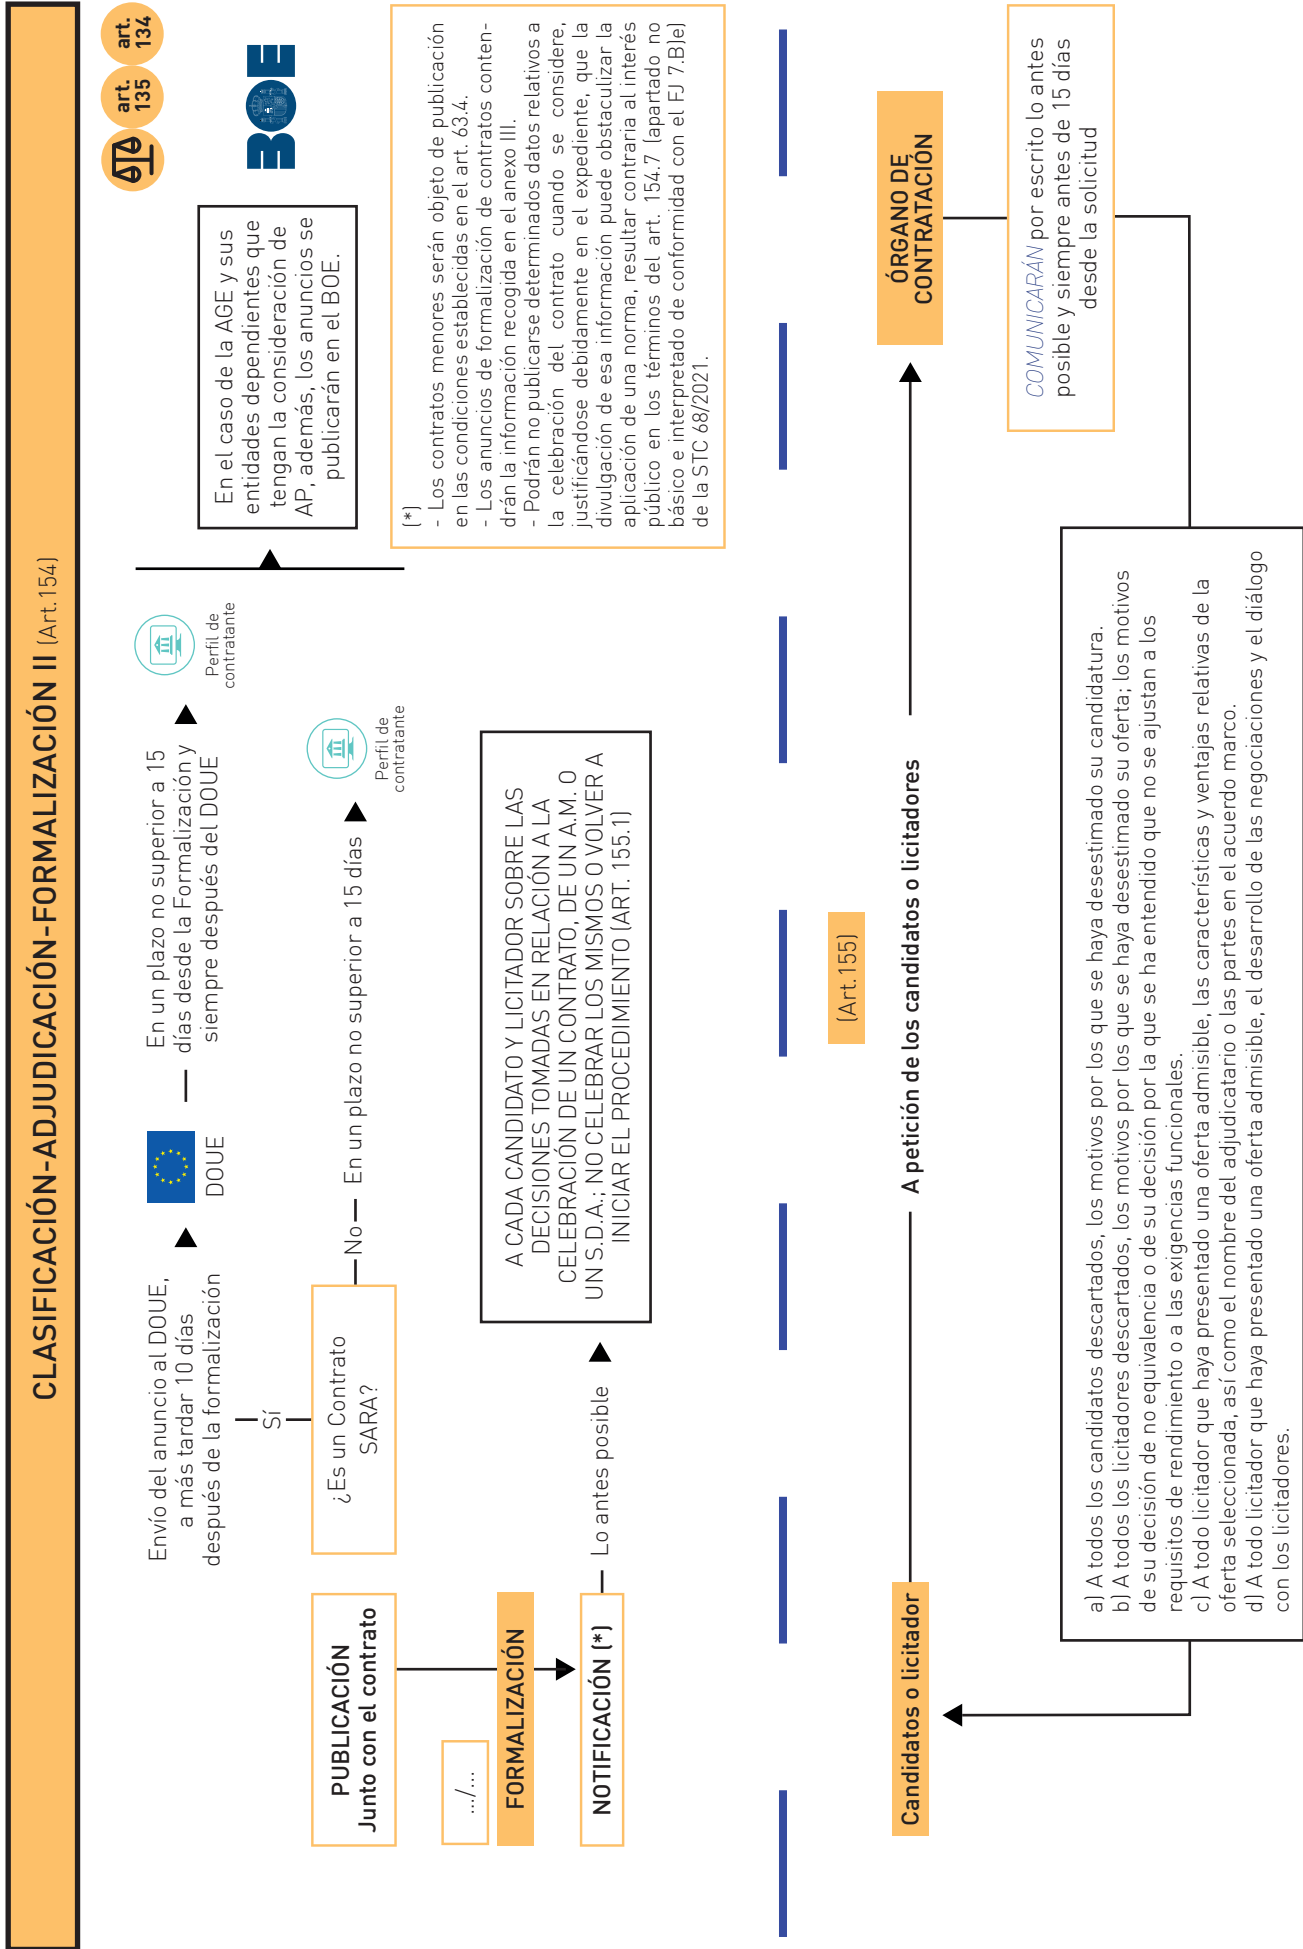 CLASIFICACIÓN-ADJUDICACIÓN-FORMALIZACIÓN II (Art.154)
art.
135
art.
134
BOE
Envío del anuncio al DOUE,
a más tardar 10 días
después de la formalización
DOUE
En un plazo no superior a 15
días desde la Formalización y
siempre después del DOUE
Perfil de
contratante
En el caso de la AGE y sus
entidades dependientes que
tengan la consideración de
AP, además, los anuncios se
publicarán en el BOE.
Sí
¿Es un Contrato
SARA?
No
En un plazo no superior a 15 días
Perfil de
contratante
PUBLICACIÓN
Junto con el contrato
.../...
FORMALIZACIÓN
NOTIFICACIÓN (*)
Lo antes posible
A CADA CANDIDATO Y LICITADOR SOBRE LAS
DECISIONES TOMADAS EN RELACIÓN A LA
CELEBRACIÓN DE UN CONTRATO, DE UN A.M. O
UN S.D.A.; NO CELEBRAR LOS MISMOS O VOLVER A
INICIAR EL PROCEDIMIENTO (ART. 155.1)
(*)
- Los contratos menores serán objeto de publicación
en las condiciones establecidas en el art. 63.4.
- Los anuncios de formalización de contratos conten-
drán la información recogida en el anexo III.
- Podrán no publicarse determinados datos relativos a
la celebración del contrato cuando se considere,
justificándose debidamente en el expediente, que la
divulgación de esa información puede obstaculizar la
aplicación de una norma, resultar contraria al interés
público en los términos del art. 154.7 (apartado no
básico e interpretado de conformidad con el FJ 7.B)e)
de la STC 68/2021.
(Art.155)
Candidatos o licitador
A petición de los candidatos o licitadores
ÓRGANO DE
CONTRATACIÓN
COMUNICARÁN por escrito lo antes
posible y siempre antes de 15 días
desde la solicitud
a) A todos los candidatos descartados, los motivos por los que se haya desestimado su candidatura.
b) A todos los licitadores descartados, los motivos por los que se haya desestimado su oferta; los motivos
de su decisión de no equivalencia o de su decisión por la que se ha entendido que no se ajustan a los
requisitos de rendimiento o a las exigencias funcionales.
c) A todo licitador que haya presentado una oferta admisible, las características y ventajas relativas de la
oferta seleccionada, así como el nombre del adjudicatario o las partes en el acuerdo marco.
d) A todo licitador que haya presentado una oferta admisible, el desarrollo de las negociaciones y el diálogo
con los licitadores.